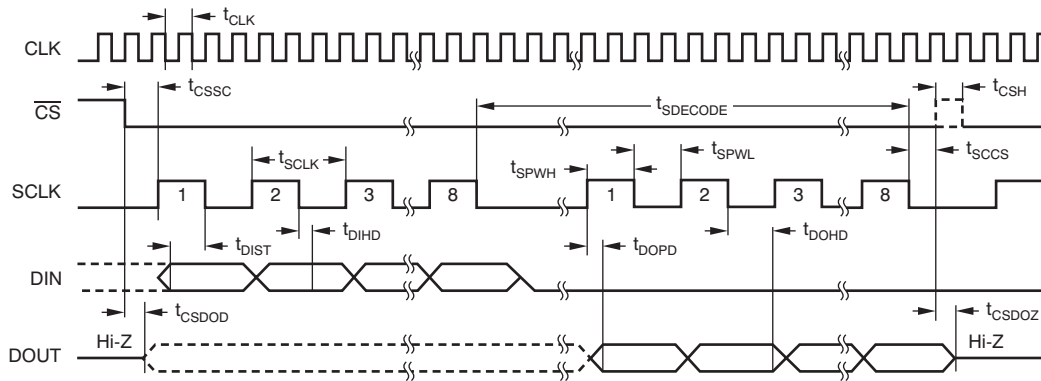 tCLK
CLK
tCSSC
tSDECODE
tCSH
CS
tSCLK
tSPWH
tSPWL
tSCCS
SCLK
1 2 3 8 1 2 3 8
tDIST
tDIHD
tDOPD
tDOHD
DIN
tCSDOD
tCSDOZ
Hi-Z
Hi-Z
DOUT